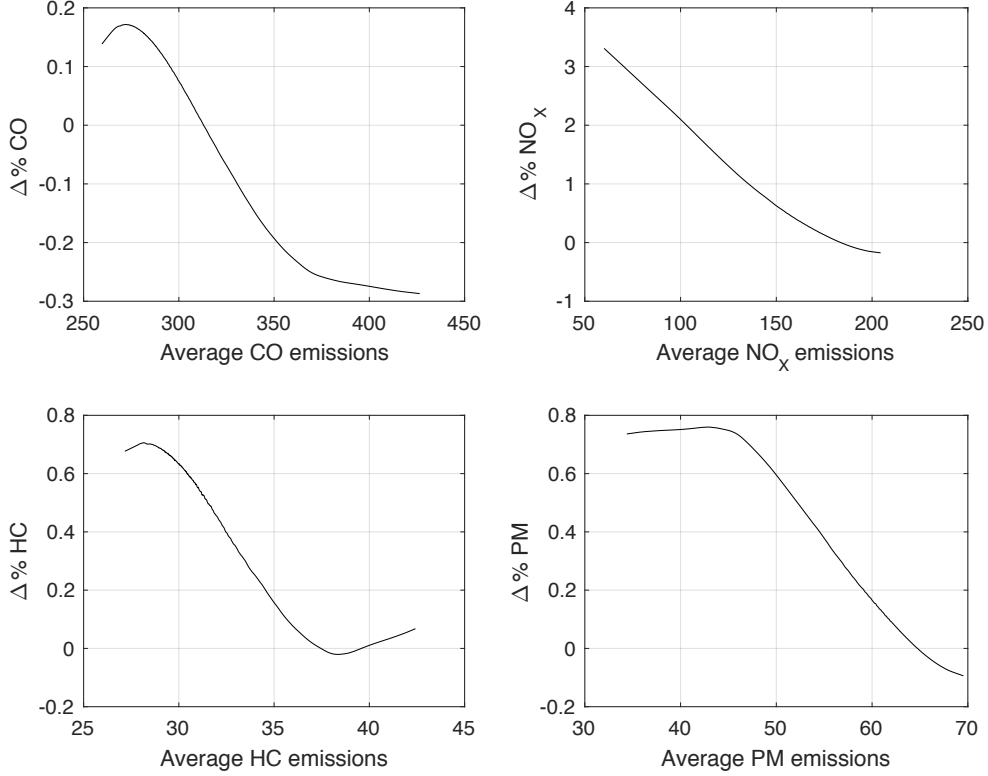 0.2
0.1
0
-0.1
-0.2
-0.3
250 300 350 400 450
Δ% CO
Average CO emissions
4
3
2
1
0
-1
50 100 150 200 250
Δ% NOX
Average NOX emissions
0.8
0.6
0.4
0.2
0
-0.2
25 30 35 40 45
Δ% HC
Average HC emissions
0.8
0.6
0.4
0.2
0
-0.2
30 40 50 60 70
Δ% PM
Average PM emissions